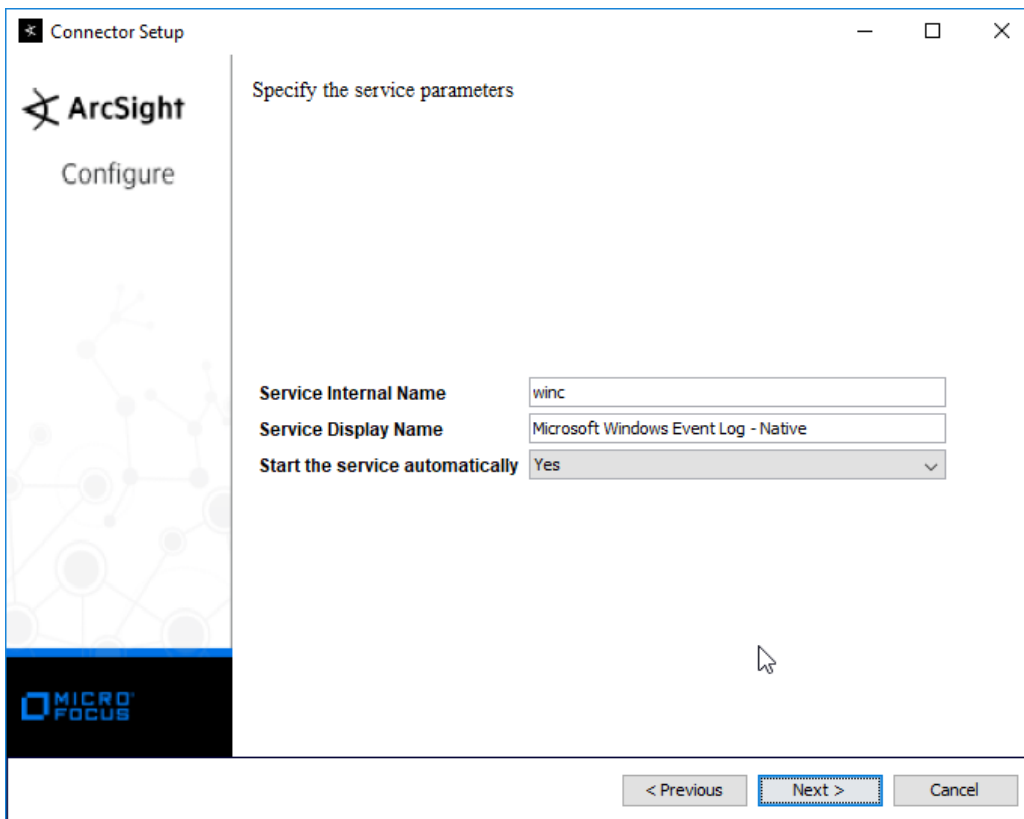 Connector Setup
ArcSight
Configure
Specify the service parameters
Service Internal Name winc
Service Display Name Microsoft Windows Event Log - Native
Start the service automatically Yes
MICRO
FOCUS
< Previous Next > Cancel